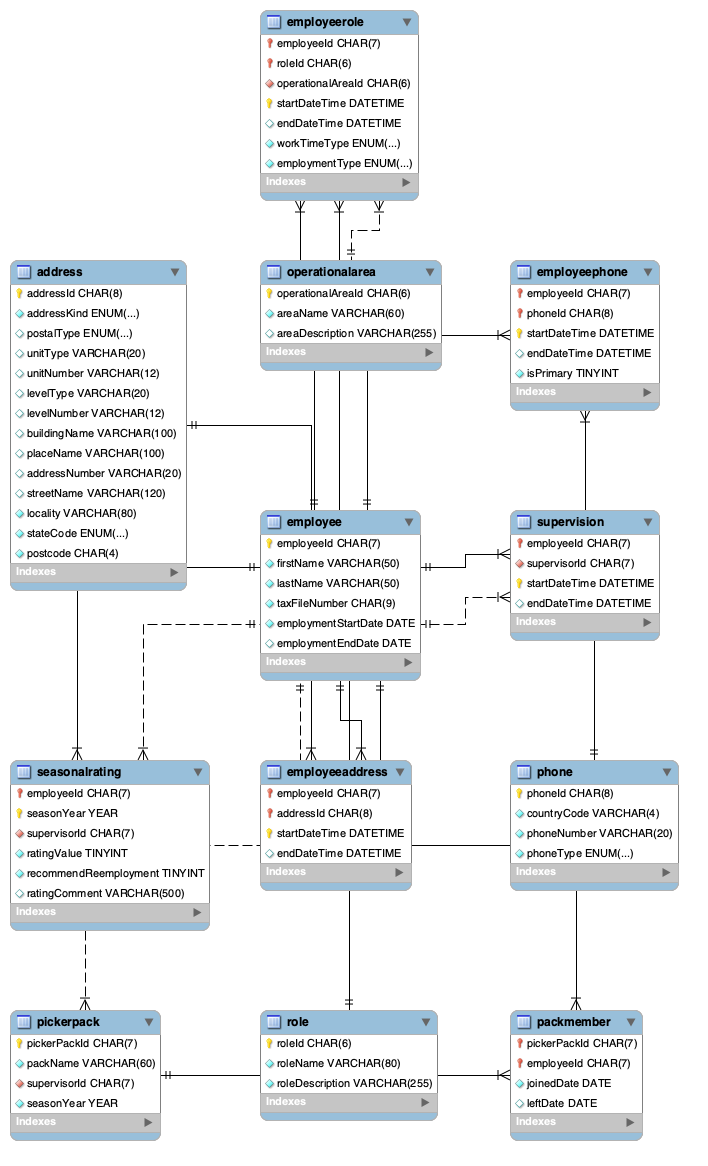 employeerole
employeeId CHAR(7)
roleId CHAR(6)
operationalAreaId CHAR(6)
startDateTime DATETIME
endDateTime DATETIME
workTimeType ENUM(...)
employmentType ENUM(...)
Indexes
address
addressId CHAR(8)
addressKind ENUM(...)
postalType ENUM(...)
unitType VARCHAR(20)
unitNumber VARCHAR(12)
levelType VARCHAR(20)
levelNumber VARCHAR(12)
buildingName VARCHAR(100)
placeName VARCHAR(100)
addressNumber VARCHAR(20)
streetName VARCHAR(120)
locality VARCHAR(80)
stateCode ENUM(...)
postcode CHAR(4)
Indexes
operationalarea
operationalAreaId CHAR(6)
areaName VARCHAR(60)
areaDescription VARCHAR(255)
Indexes
employeephone
employeeId CHAR(7)
phoneId CHAR(8)
startDateTime DATETIME
endDateTime DATETIME
isPrimary TINYINT
Indexes
employee
employeeId CHAR(7)
firstName VARCHAR(50)
lastName VARCHAR(50)
taxFileNumber CHAR(9)
employmentStartDate DATE
employmentEndDate DATE
Indexes
supervision
employeeId CHAR(7)
supervisorId CHAR(7)
startDateTime DATETIME
endDateTime DATETIME
Indexes
seasonalrating
employeeId CHAR(7)
seasonYear YEAR
supervisorId CHAR(7)
ratingValue TINYINT
recommendReemployment TINYINT
ratingComment VARCHAR(500)
Indexes
employeeaddress
employeeId CHAR(7)
addressId CHAR(8)
startDateTime DATETIME
endDateTime DATETIME
Indexes
phone
phoneId CHAR(8)
countryCode VARCHAR(4)
phoneNumber VARCHAR(20)
phoneType ENUM(...)
Indexes
pickerpack
pickerPackId CHAR(7)
packName VARCHAR(60)
supervisorId CHAR(7)
seasonYear YEAR
Indexes
role
roleId CHAR(6)
roleName VARCHAR(80)
roleDescription VARCHAR(255)
Indexes
packmember
pickerPackId CHAR(7)
employeeId CHAR(7)
joinedDate DATE
leftDate DATE
Indexes